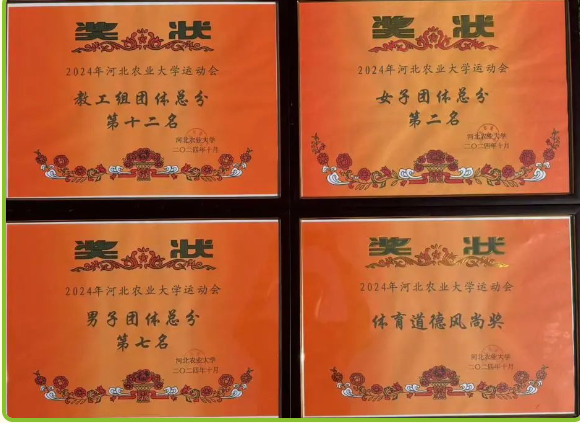 奖 状
2024年河北农业大学运动会
教工组团体总分
第十二名
河北农业大学
二〇二四年十月
奖 状
2024年河北农业大学运动会
女子团体总分
第二名
河北农业大学
二〇二四年十月
奖 状
2024年河北农业大学运动会
男子团体总分
第七名
河北农业大学
二〇二四年十月
奖 状
2024年河北农业大学运动会
体育道德风尚奖
河北农业大学
二〇二四年十月